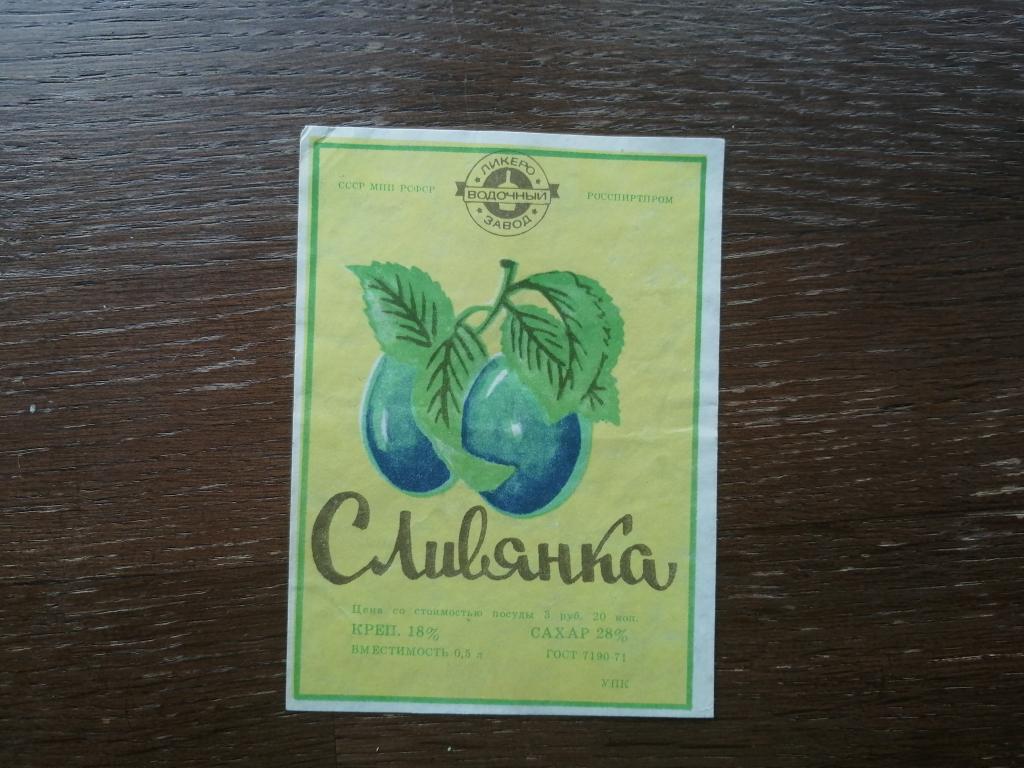 СССР МПП РСФСР
ЛИКЕРО
ВОДОЧНЫЙ
ЗАВОД
РОССПИРТПРОМ
Сливянка
Цена со стоимостью посуды 3 руб. 20 коп.
КРЕП. 18% САХАР 28%
ВМЕСТИМОСТЬ 0,5 л ГОСТ 7190-71
УПК